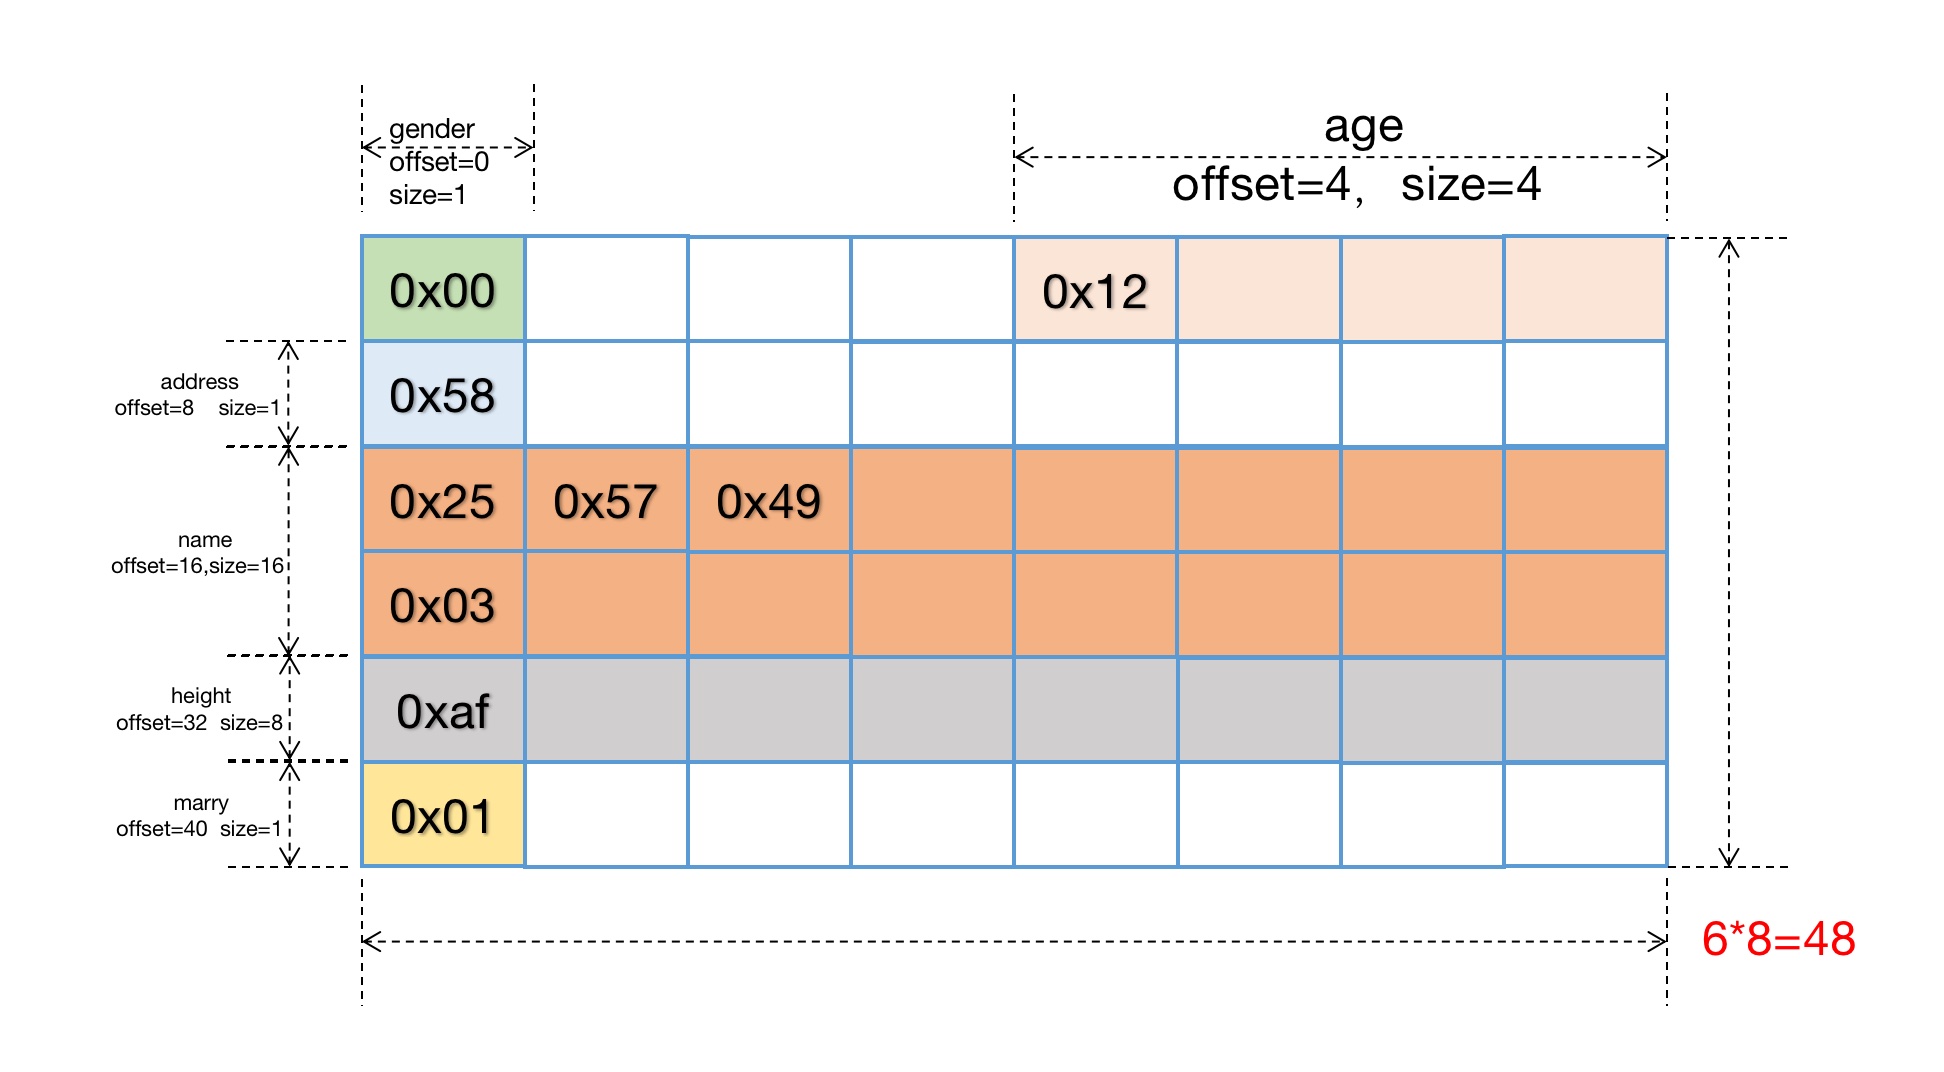 gender
offset=0
size=1
age
offset=4, size=4
0x00
0x12
address
offset=8 size=1
0x58
0x25
0x57
0x49
name
offset=16,size=16
0x03
height
offset=32 size=8
0xaf
marry
offset=40 size=1
0x01
6*8=48